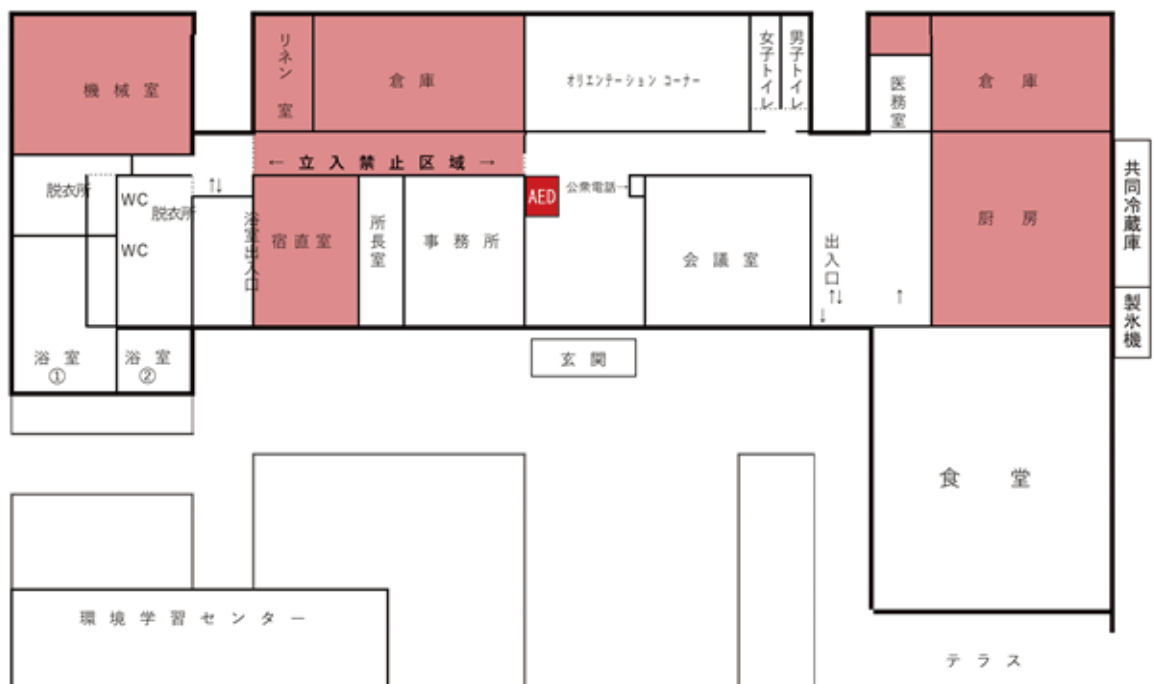 機械室
リネン室
倉庫
オリエンテーション コーナー
女子トイレ
男子トイレ
医務室
倉庫
← 立入禁止区域 →
脱衣所
WC
脱衣所
WC
↑↓
浴室出入口
宿直室
所長室
事務所
AED
公衆電話→
会議室
出入口
↑↓
↓
↑
厨房
共同冷蔵庫
製氷機
浴室
①
浴室
②
玄関
食堂
環境学習センター
テラス